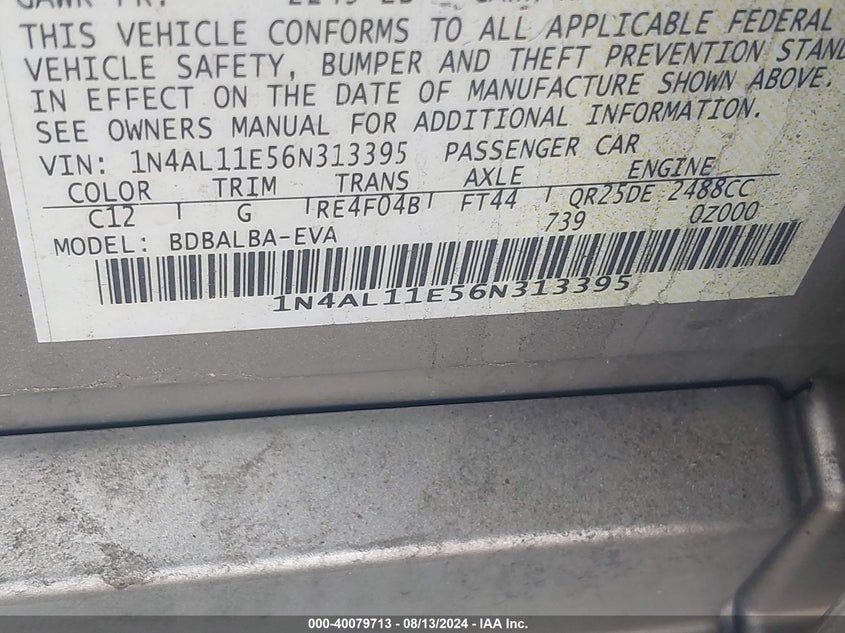 THIS VEHICLE CONFORMS TO ALL APPLICABLE FEDERAL
VEHICLE SAFETY, BUMPER AND THEFT PREVENTION STAND
IN EFFECT ON THE DATE OF MANUFACTURE SHOWN ABOVE.
SEE OWNERS MANUAL FOR ADDITIONAL INFORMATION.
VIN: 1N4AL11E56N313395 PASSENGER CAR
COLOR TRIM TRANS AXLE ENGINE
C12 G RE4F04B FT44 QR25DE 2488CC
739 0Z000
MODEL: BDBALBA-EVA
1N4AL11E56N313395
000-40079713 - 08/13/2024 - IAA Inc.